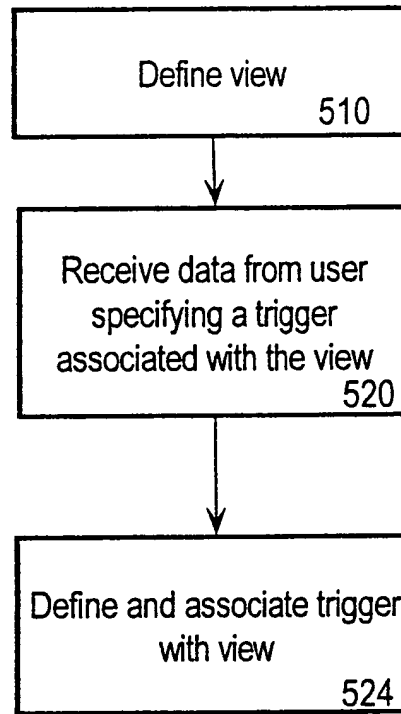 Define view
510
Receive data from user
specifying a trigger
associated with the view
520
Define and associate trigger
with view
524